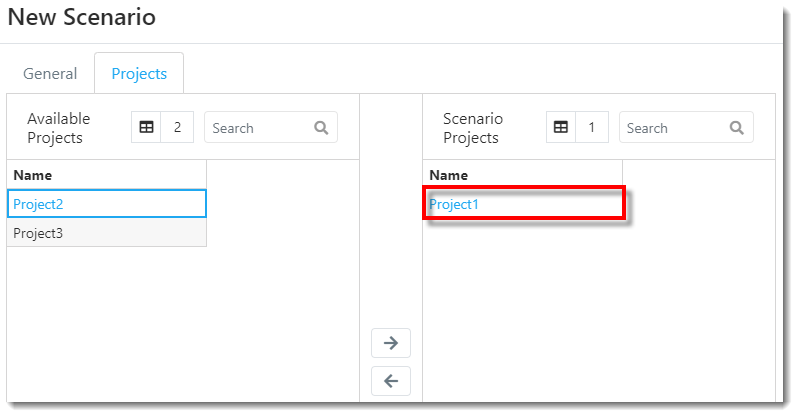 New Scenario
General
Projects
Available
Projects
2
Search
Name
Project2
Project3
Scenario
Projects
1
Search
Name
Project1